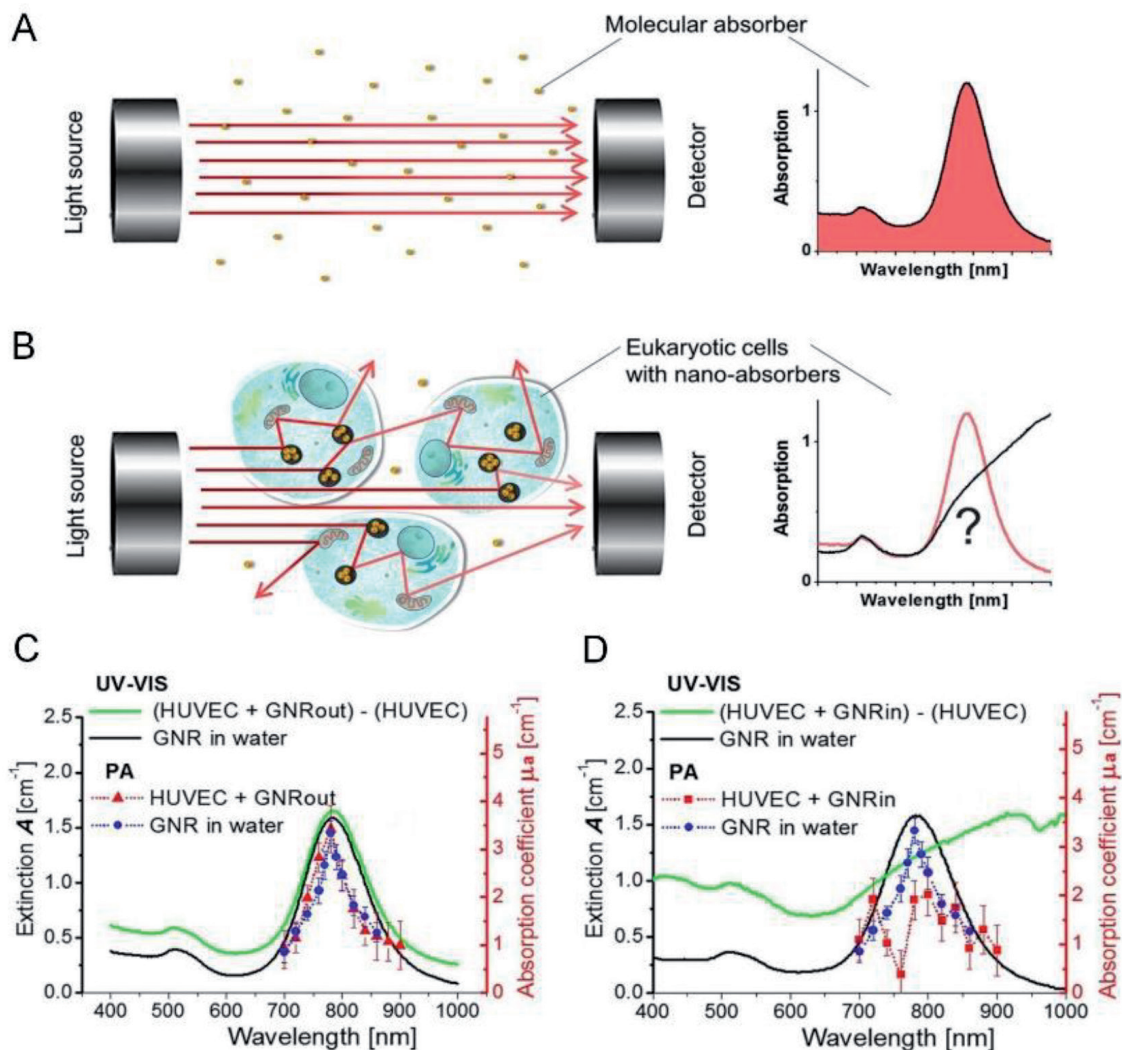 A
Molecular absorber
Light source
Detector
Absorption
1
0
Wavelength [nm]
B
Eukaryotic cells
with nano-absorbers
Light source
Detector
Absorption
1
0
?
Wavelength [nm]
C
UV-VIS
(HUVEC + GNRout) - (HUVEC)
GNR in water
PA
HUVEC + GNRout
GNR in water
Extinction A [cm-1]
2.5
2.0
1.5
1.0
0.5
0.0
400 500 600 700 800 900 1000
Wavelength [nm]
5
4
3
2
1
0
Absorption coefficient µa [cm-1]
D
UV-VIS
(HUVEC + GNRin) - (HUVEC)
GNR in water
PA
HUVEC + GNRin
GNR in water
Extinction A [cm-1]
2.5
2.0
1.5
1.0
0.5
0.0
400 500 600 700 800 900 1000
Wavelength [nm]
5
4
3
2
1
0
Absorption coefficient µa [cm-1]